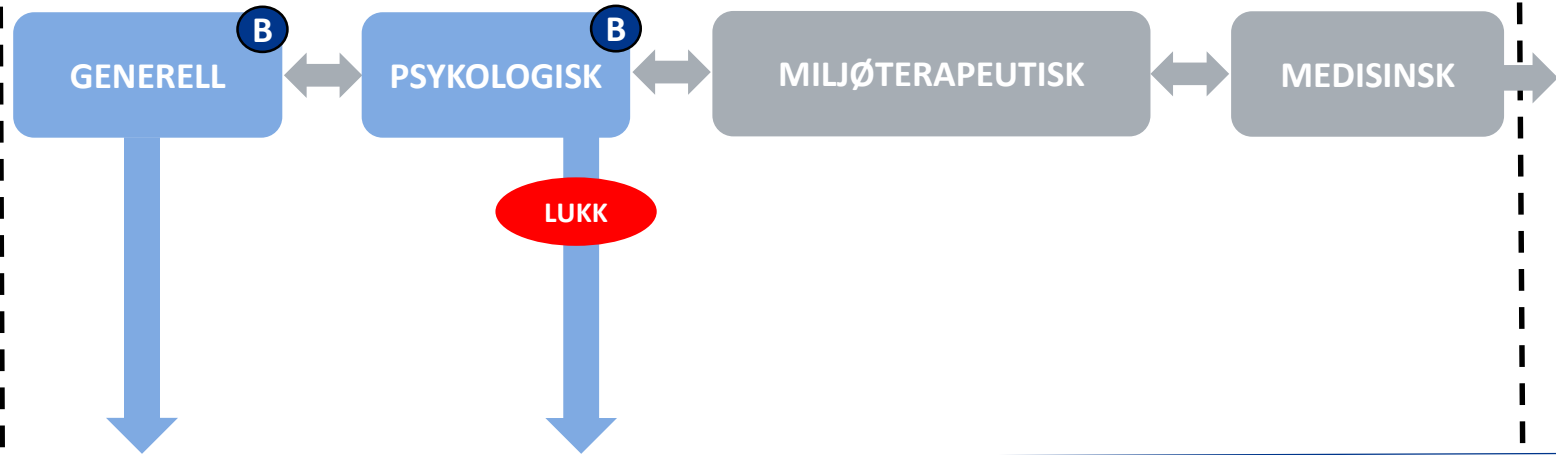 B
B
GENERELL
PSYKOLOGISK
MILJØTERAPEUTISK
MEDISINSK
LUKK